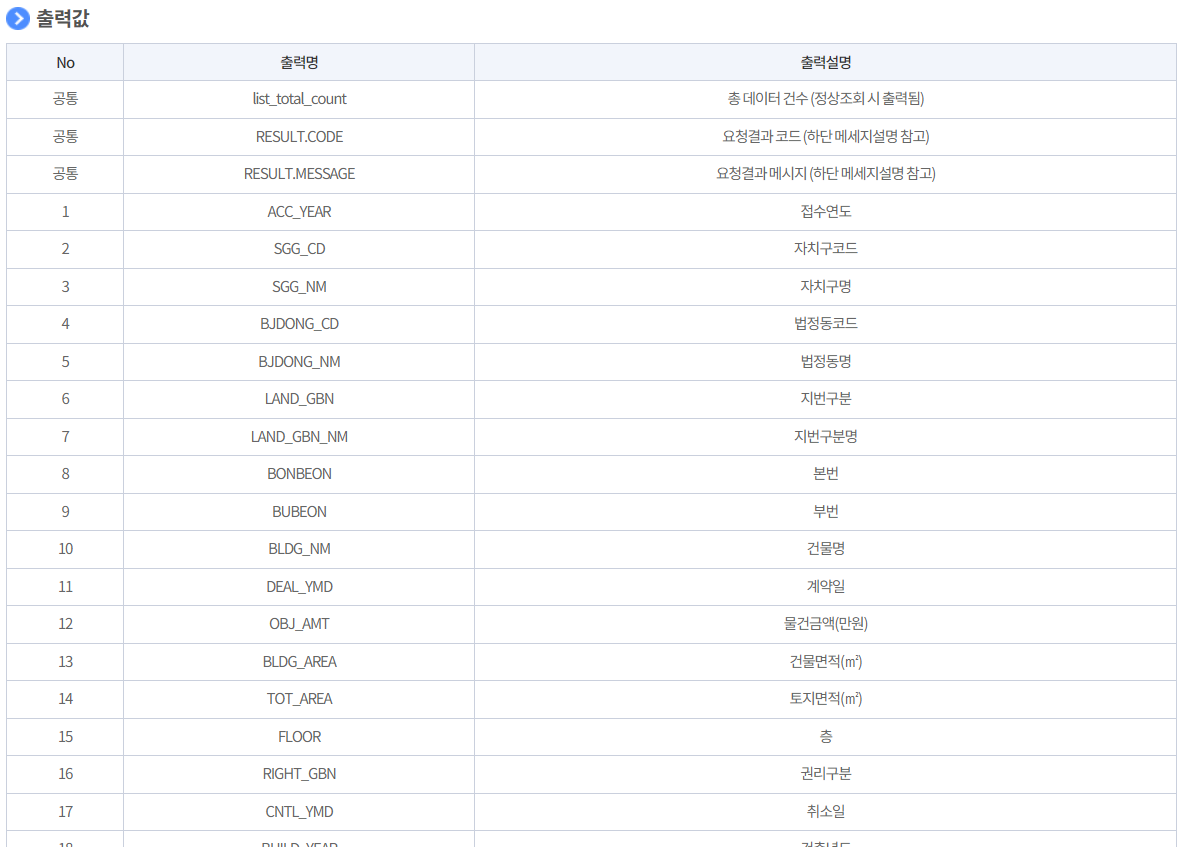 출력값
No 출력명 출력설명
공통 list_total_count 총 데이터 건수 (정상조회 시 출력됨)
공통 RESULT.CODE 요청결과 코드 (하단 메세지설명 참고)
공통 RESULT.MESSAGE 요청결과 메시지 (하단 메세지설명 참고)
1 ACC_YEAR 접수연도
2 SGG_CD 자치구코드
3 SGG_NM 자치구명
4 BJDONG_CD 법정동코드
5 BJDONG_NM 법정동명
6 LAND_GBN 지번구분
7 LAND_GBN_NM 지번구분명
8 BONBEON 본번
9 BUBEON 부번
10 BLDG_NM 건물명
11 DEAL_YMD 계약일
12 OBJ_AMT 물건금액(만원)
13 BLDG_AREA 건물면적(㎡)
14 TOT_AREA 토지면적(㎡)
15 FLOOR 층
16 RIGHT_GBN 권리구분
17 CNTL_YMD 취소일
18 BUILD_YEAR 건축년도